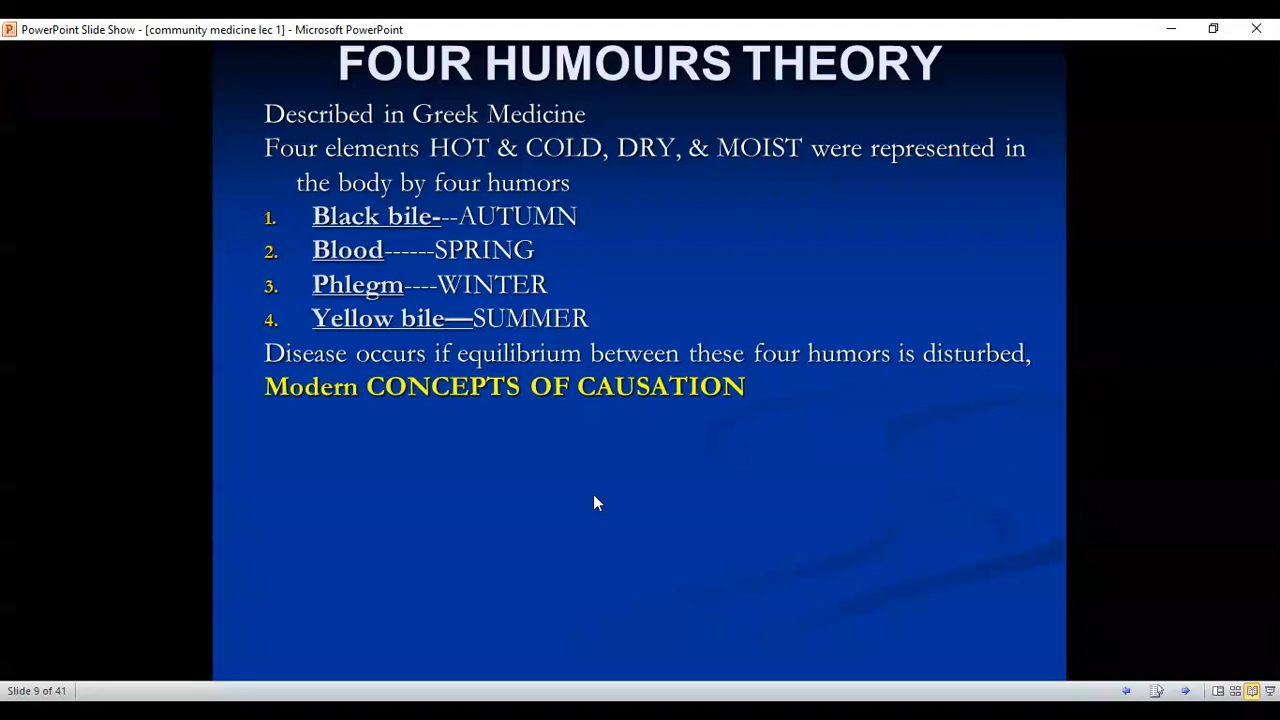 PowerPoint Slide Show - [community medicine lec 1] - Microsoft PowerPoint
FOUR HUMOURS THEORY
Described in Greek Medicine
Four elements HOT & COLD, DRY, & MOIST were represented in
the body by four humors
1. Black bile---AUTUMN
2. Blood------SPRING
3. Phlegm----WINTER
4. Yellow bile—SUMMER
Disease occurs if equilibrium between these four humors is disturbed,
Modern CONCEPTS OF CAUSATION
Slide 9 of 41